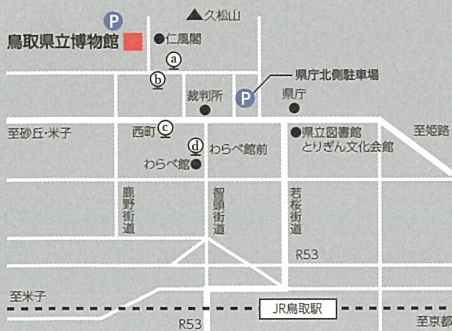 P
▲久松山
鳥取県立博物館
●仁風閣
ⓐ
ⓑ
裁判所
P
県庁北側駐車場
県庁
至砂丘・米子
西町
ⓒ
ⓓ
わらべ館前
わらべ館
県立図書館
とりぎん文化会館
至姫路
鹿野街道
智頭街道
若桜街道
R53
至米子
JR鳥取駅
R53
至京都